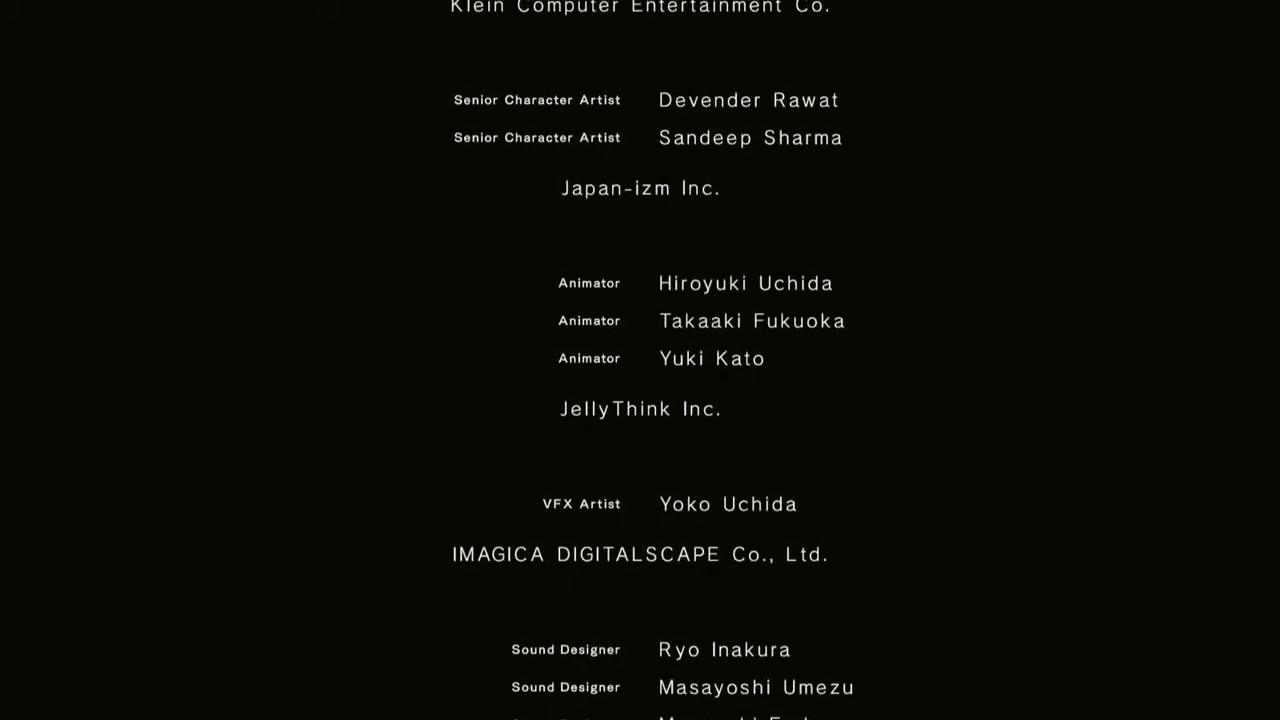 Klein Computer Entertainment Co.
Senior Character Artist Devender Rawat
Senior Character Artist Sandeep Sharma
Japan-izm Inc.
Animator Hiroyuki Uchida
Animator Takaaki Fukuoka
Animator Yuki Kato
JellyThink Inc.
VFX Artist Yoko Uchida
IMAGICA DIGITALSCAPE Co., Ltd.
Sound Designer Ryo Inakura
Sound Designer Masayoshi Umezu